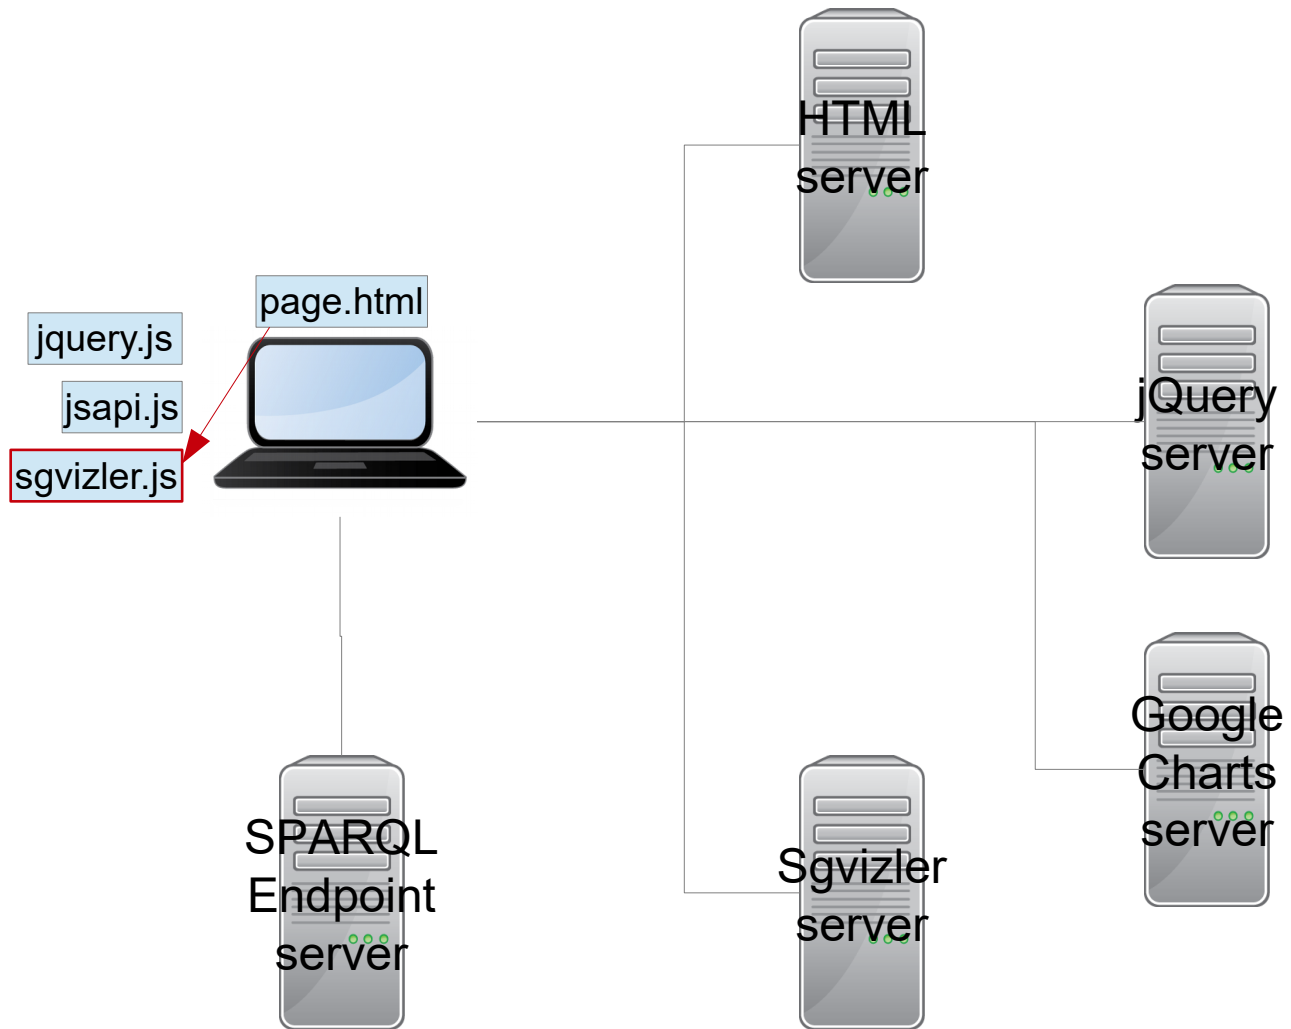 HTML
server
page.html
jquery.js
jsapi.js
sgvizler.js
jQuery
server
Google
Charts
server
SPARQL
Endpoint
server
Sgvizler
server